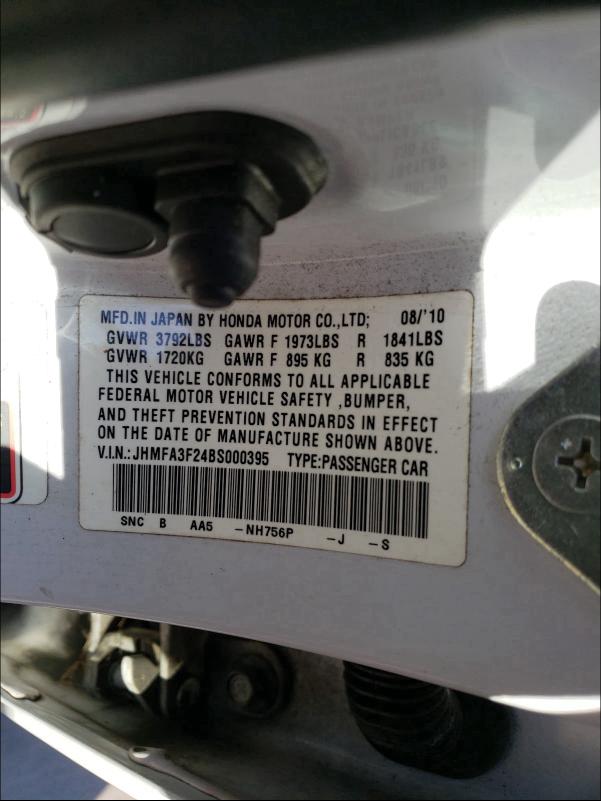 MFD.IN JAPAN BY HONDA MOTOR CO.,LTD; 08/'10
GVWR 3792LBS GAWR F 1973LBS R 1841LBS
GVWR 1720KG GAWR F 895 KG R 835 KG
THIS VEHICLE CONFORMS TO ALL APPLICABLE
FEDERAL MOTOR VEHICLE SAFETY ,BUMPER,
AND THEFT PREVENTION STANDARDS IN EFFECT
ON THE DATE OF MANUFACTURE SHOWN ABOVE.
V.I.N.:JHMFA3F24BS000395 TYPE:PASSENGER CAR
SNC B AA5 -NH756P -J -S